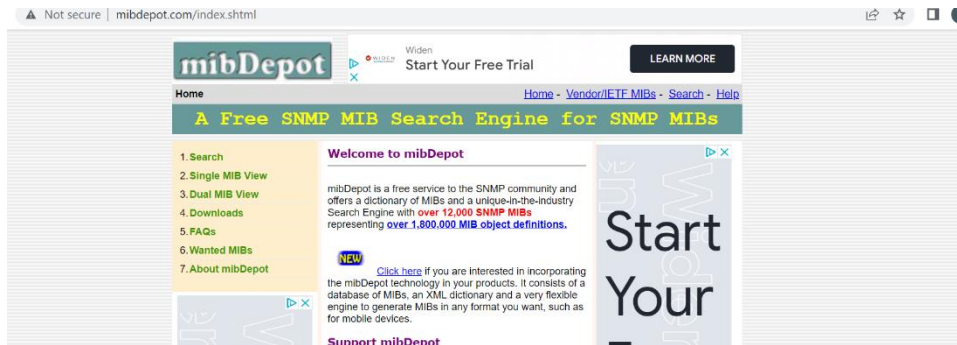 Not secure | mibdepot.com/index.shtml
mibDepot
WIDEN
Widen
Start Your Free Trial
LEARN MORE
Home
Home - Vendor/IETF MIBs - Search - Help
A Free SNMP MIB Search Engine for SNMP MIBs
1. Search
2. Single MIB View
3. Dual MIB View
4. Downloads
5. FAQs
6. Wanted MIBs
7. About mibDepot
Welcome to mibDepot
mibDepot is a free service to the SNMP community and
offers a dictionary of MIBs and a unique-in-the-industry
Search Engine with over 12,000 SNMP MIBs
representing over 1,800,000 MIB object definitions.
NEW
Click here if you are interested in incorporating
the mibDepot technology in your products. It consists of a
database of MIBs, an XML dictionary and a very flexible
engine to generate MIBs in any format you want, such as
for mobile devices.
Support mibDepot
Start
Your